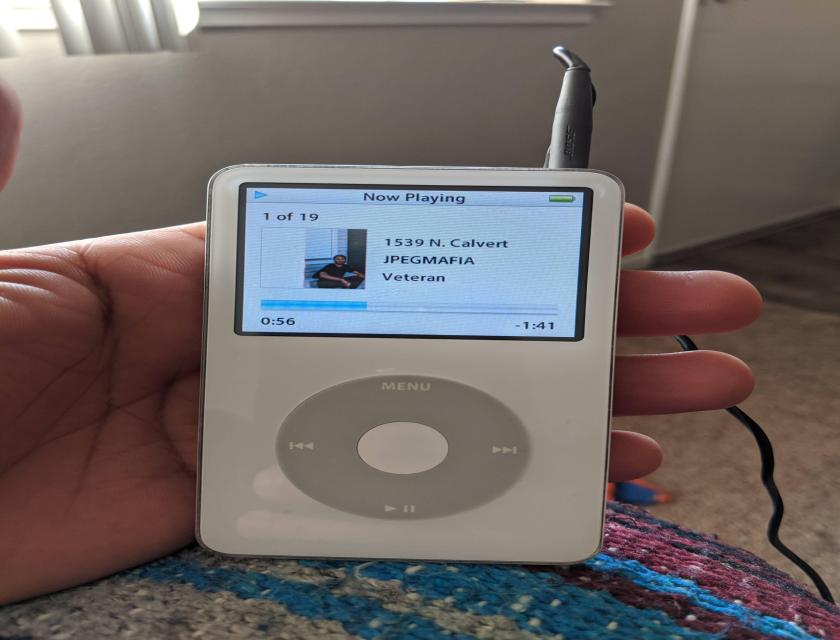 Now Playing
1 of 19
1539 N. Calvert
JPEGMAFIA
Veteran
0:56 -1:41
MENU